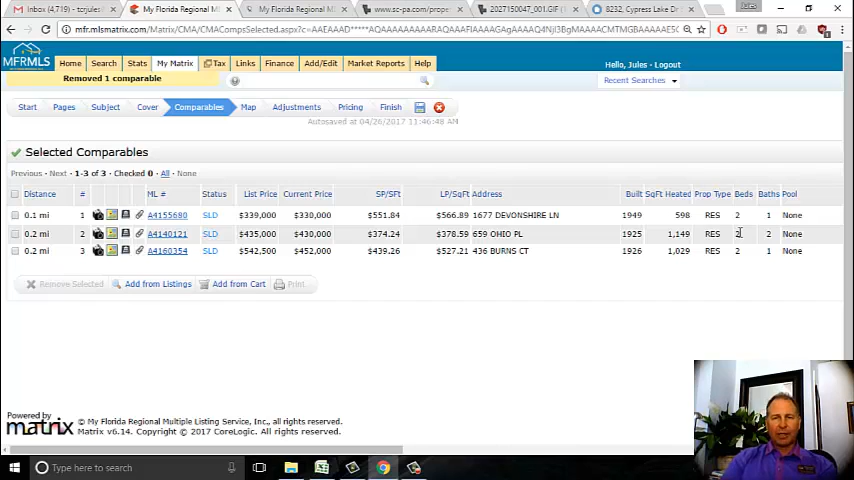 Inbox (4,719) - tcrjules@
My Florida Regional MLS
My Florida Regional MLS
www.sc-pa.com/prope
2027150047_001.GIF (
8232, Cypress Lake Dr
Jules
mfr.mlsmatrix.com/Matrix/CMA/CMACompsSelected.aspx?c=
MFRMLS
Home Search Stats My Matrix Tax Links Finance Add/Edit Market Reports Help
Hello, Jules - Logout
Removed 1 comparable
Recent Searches
Start Pages Subject Cover Comparables Map Adjustments Pricing Finish
Autosaved at 04/26/2017 11:46:48 AM
Selected Comparables
Previous · Next · 1-3 of 3 · Checked 0 · All · None
Distance # ML # Status List Price Current Price SP/SFt LP/SqFt Address Built SqFt Heated Prop Type Beds Baths Pool
0.1 mi 1 A4155680 SLD $339,000 $330,000 $551.84 $566.89 1677 DEVONSHIRE LN 1949 598 RES 2 1 None
0.2 mi 2 A4140121 SLD $435,000 $430,000 $374.24 $378.59 659 OHIO PL 1925 1,149 RES 2 2 None
0.2 mi 3 A4160354 SLD $542,500 $452,000 $439.26 $527.21 436 BURNS CT 1926 1,029 RES 2 1 None
Remove Selected Add from Listings Add from Cart Print
Powered by
matrix
© My Florida Regional Multiple Listing Service, Inc., all rights reserved.
Matrix v6.14. Copyright © 2017 CoreLogic. All rights reserved.
Type here to search